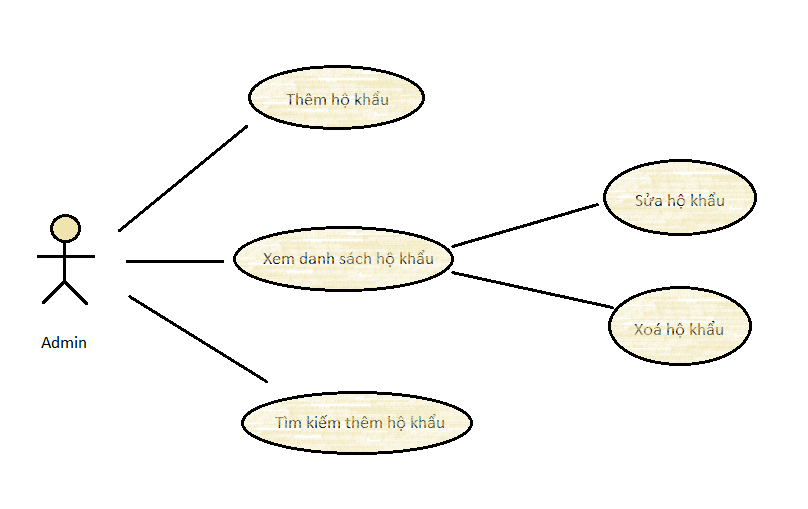 Thêm hộ khẩu
Sửa hộ khẩu
Xem danh sách hộ khẩu
Xoá hộ khẩu
Admin
Tìm kiếm thêm hộ khẩu